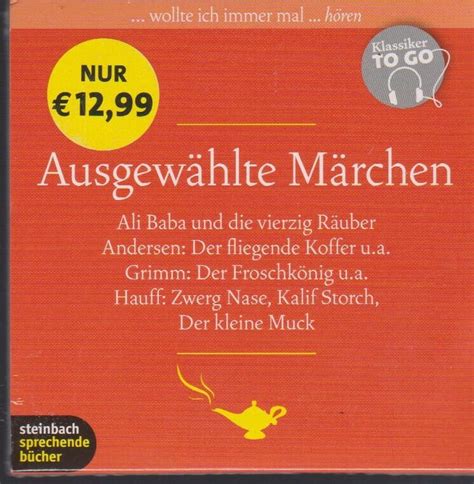 ... wollte ich immer mal ... hören
Klassiker
TO GO
NUR
€ 12,99
Ausgewählte Märchen
Ali Baba und die vierzig Räuber
Andersen: Der fliegende Koffer u.a.
Grimm: Der Froschkönig u.a.
Hauff: Zwerg Nase, Kalif Storch,
Der kleine Muck
steinbach
sprechende
bücher